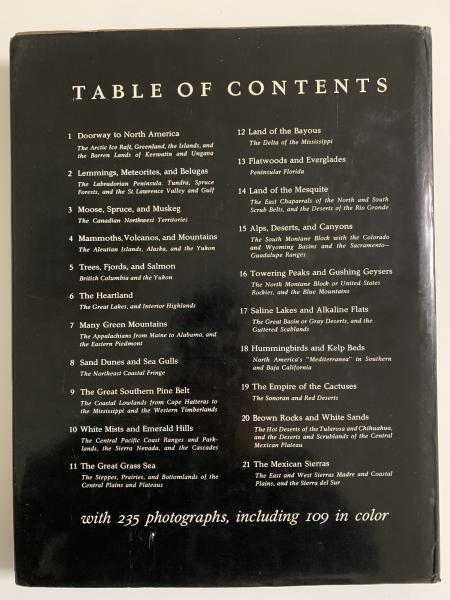 TABLE OF CONTENTS
1 Doorway to North America
The Arctic Ice Raft, Greenland, the Islands, and
the Barren Lands of Keewatin and Ungava
2 Lemmings, Meteorites, and Belugas
The Labradorian Peninsula. Tundra, Spruce
Forests, and the St. Lawrence Valley and Gulf
3 Moose, Spruce, and Muskeg
The Canadian Northwest Territories
4 Mammoths, Volcanos, and Mountains
The Aleutian Islands, Alaska, and the Yukon
5 Trees, Fjords, and Salmon
British Columbia and the Yukon
6 The Heartland
The Great Lakes, and Interior Highlands
7 Many Green Mountains
The Appalachians from Maine to Alabama, and
the Eastern Piedmont
8 Sand Dunes and Sea Gulls
The Northeast Coastal Fringe
9 The Great Southern Pine Belt
The Coastal Lowlands from Cape Hatteras to
the Mississippi and the Western Timberlands
10 White Mists and Emerald Hills
The Central Pacific Coast Ranges and Park-
lands, the Sierra Nevada, and the Cascades
11 The Great Grass Sea
The Steppes, Prairies, and Bottomlands of the
Central Plains and Plateaus
12 Land of the Bayous
The Delta of the Mississippi
13 Flatwoods and Everglades
Peninsular Florida
14 Land of the Mesquite
The East Chaparrals of the North and South
Scrub Belts, and the Deserts of the Rio Grande
15 Alps, Deserts, and Canyons
The South Montane Block with the Colorado
and Wyoming Basins and the Sacramento—
Guadalupe Ranges
16 Towering Peaks and Gushing Geysers
The North Montane Block or United States
Rockies, and the Blue Mountains
17 Saline Lakes and Alkaline Flats
The Great Basin or Gray Deserts, and the
Guttered Scablands
18 Hummingbirds and Kelp Beds
North America's "Mediterranean" in Southern
and Baja California
19 The Empire of the Cactuses
The Sonoran and Red Deserts
20 Brown Rocks and White Sands
The Hot Deserts of the Tularosa and Chihuahua,
and the Deserts and Scrublands of the Central
Mexican Plateau
21 The Mexican Sierras
The East and West Sierras Madre and Coastal
Plains, and the Sierra del Sur
with 235 photographs, including 109 in color